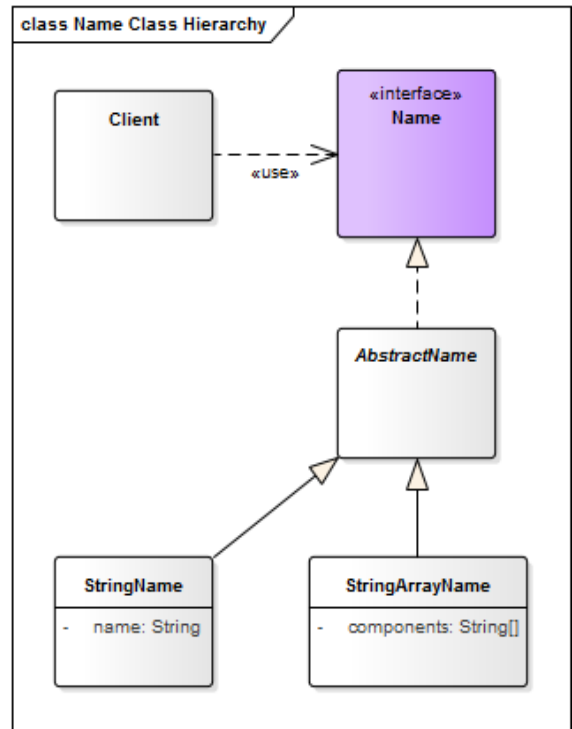 class Name Class Hierarchy
Client
«interface»
Name
«use»
AbstractName
StringName
- name: String
StringArrayName
- components: String[]